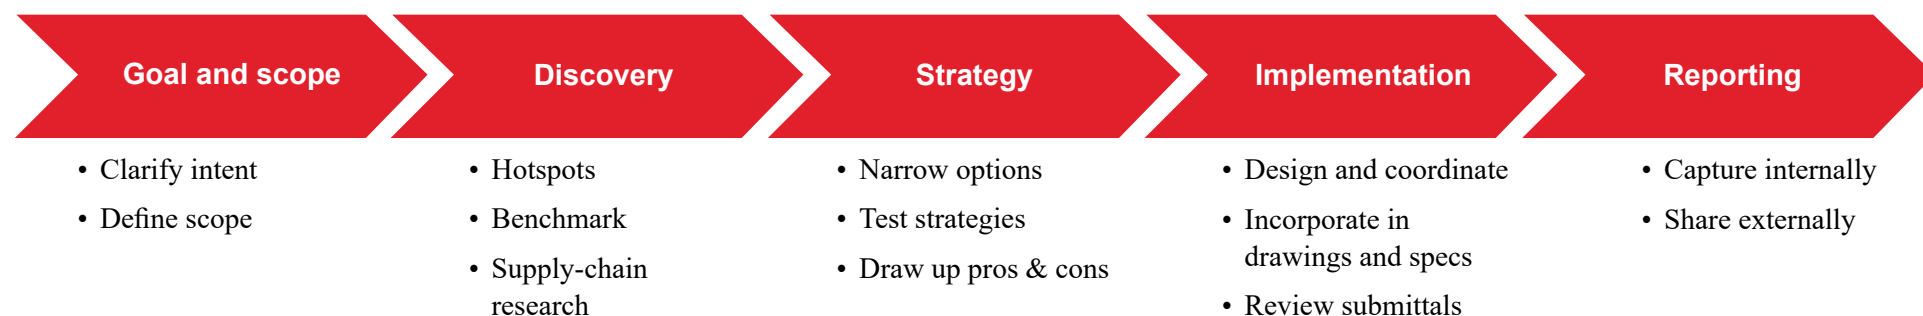 Goal and scope
• Clarify intent
• Define scope
Discovery
• Hotspots
• Benchmark
• Supply-chain
research
Strategy
• Narrow options
• Test strategies
• Draw up pros & cons
Implementation
• Design and coordinate
• Incorporate in
drawings and specs
• Review submittals
Reporting
• Capture internally
• Share externally